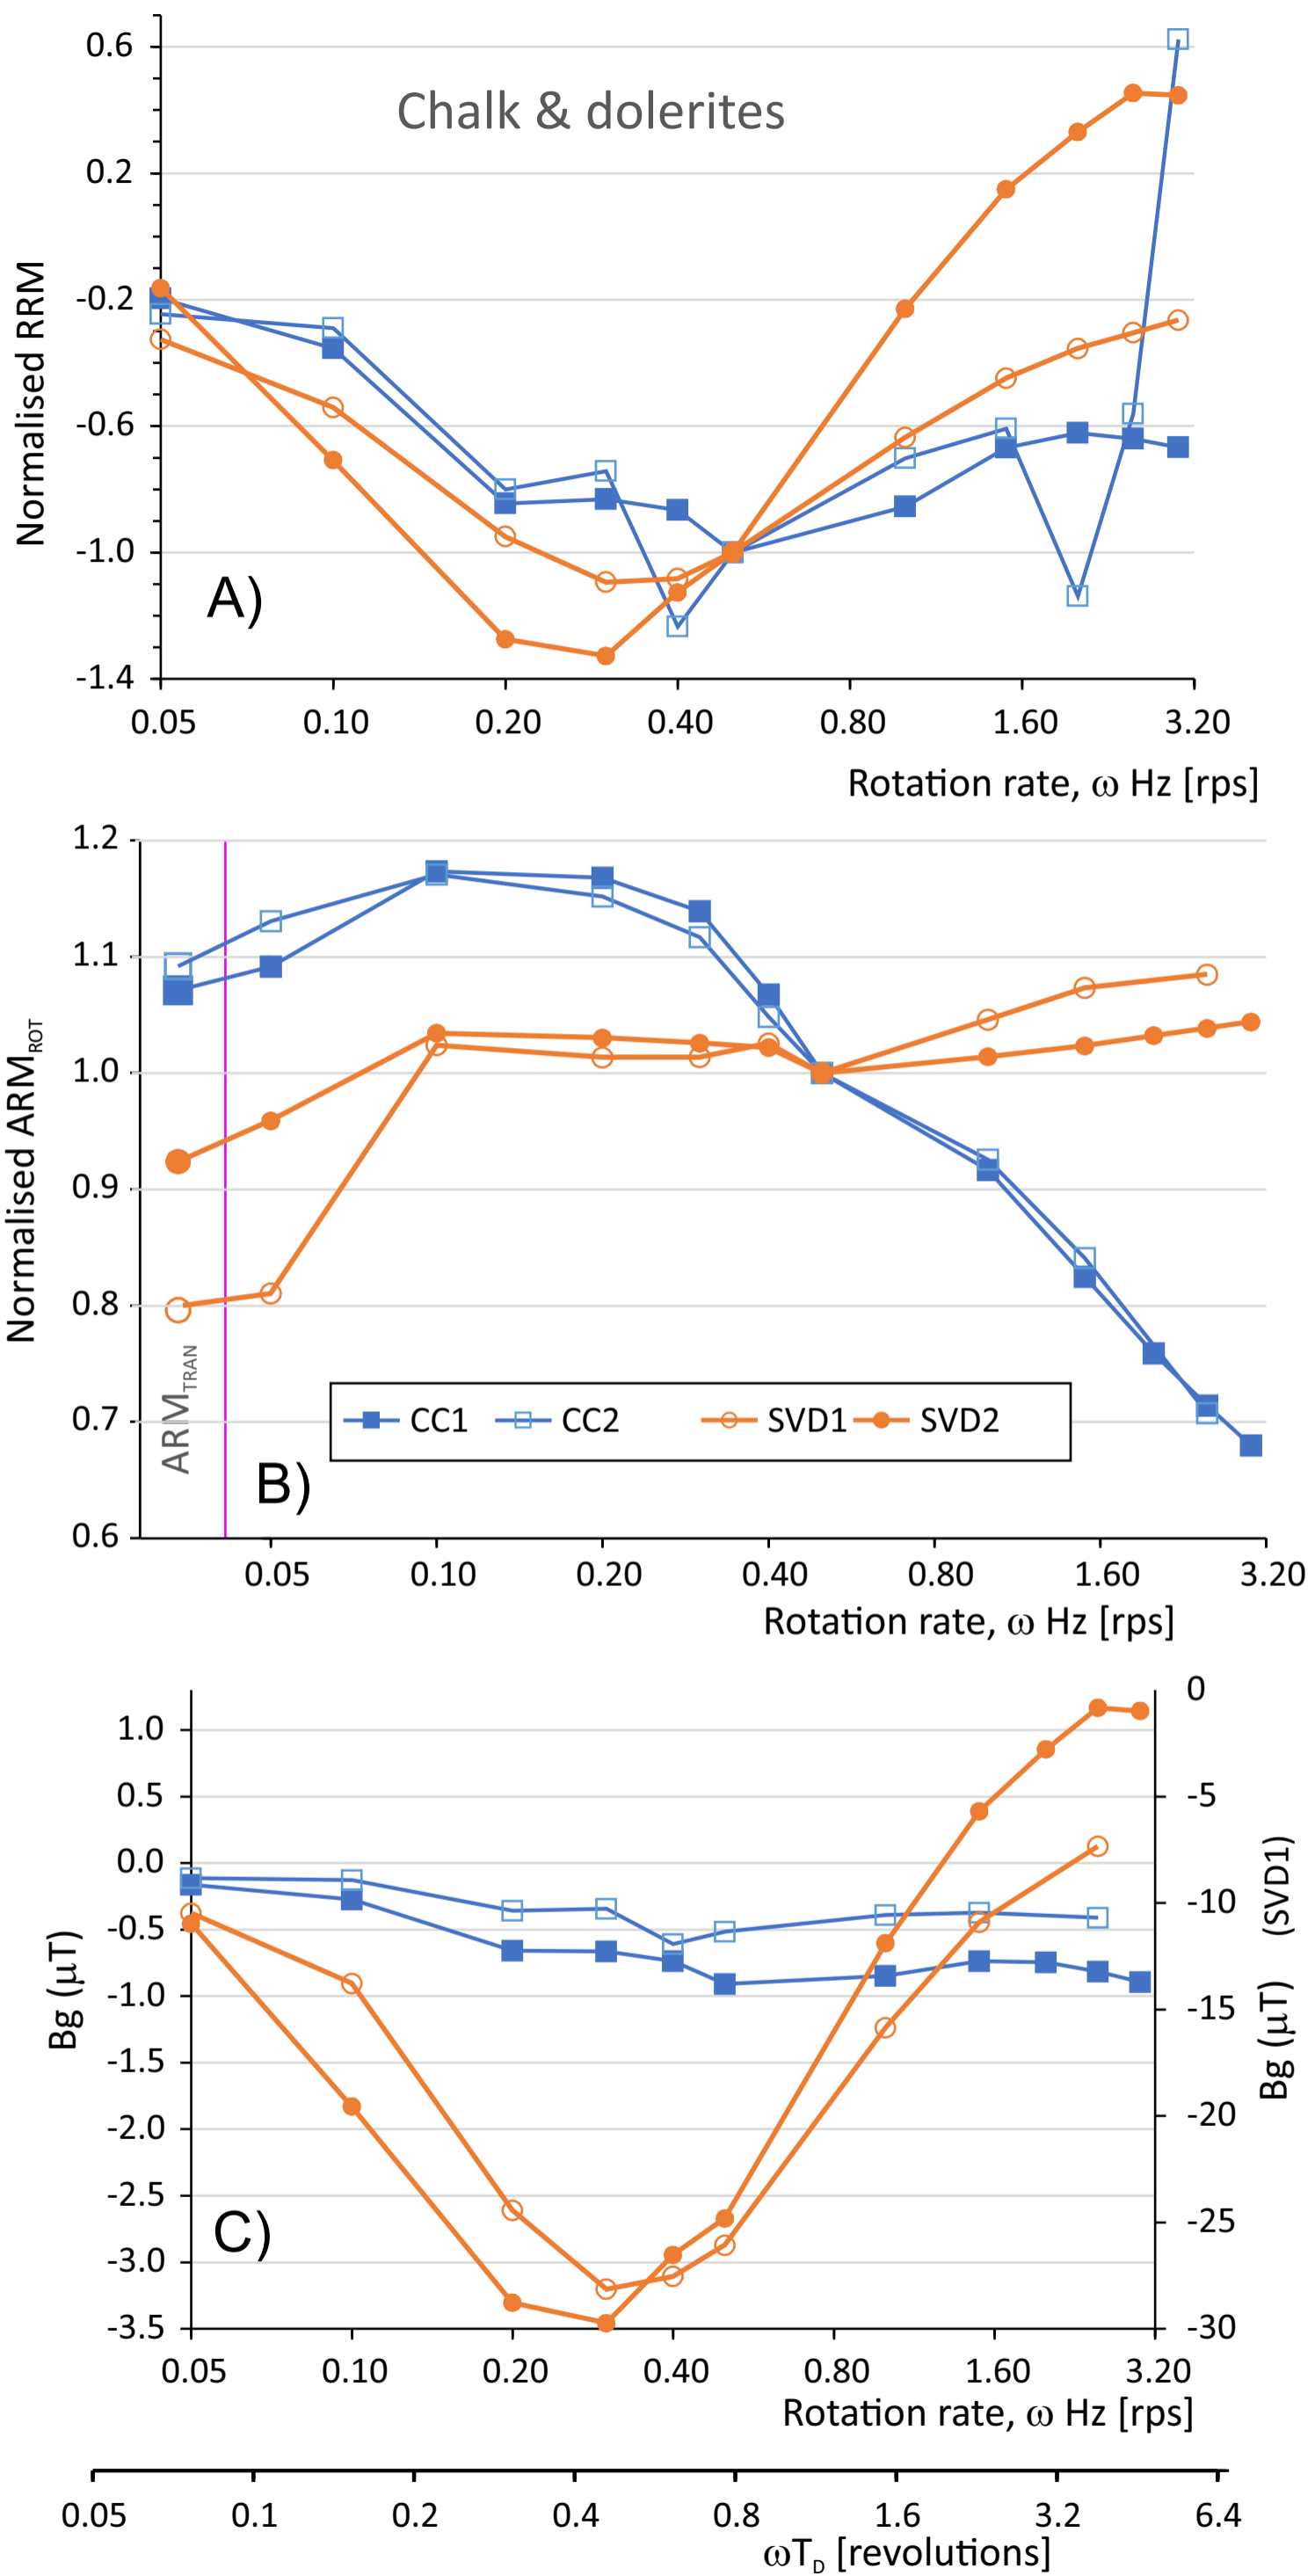 Chalk & dolerites
0.6
0.2
-0.2
-0.6
-1.0
-1.4
Normalised RRM
A)
0.05 0.10 0.20 0.40 0.80 1.60 3.20
Rotation rate, ω Hz [rps]
1.2
1.1
1.0
0.9
0.8
0.7
0.6
Normalised ARM_ROT
ARM_TRAN
CC1 CC2 SVD1 SVD2
B)
0.05 0.10 0.20 0.40 0.80 1.60 3.20
Rotation rate, ω Hz [rps]
1.0
0.5
0.0
-0.5
-1.0
-1.5
-2.0
-2.5
-3.0
-3.5
Bg (μT)
C)
0
-5
-10
-15
-20
-25
-30
Bg (μT) (SVD1)
0.05 0.10 0.20 0.40 0.80 1.60 3.20
Rotation rate, ω Hz [rps]
0.05 0.1 0.2 0.4 0.8 1.6 3.2 6.4
ωT_D [revolutions]